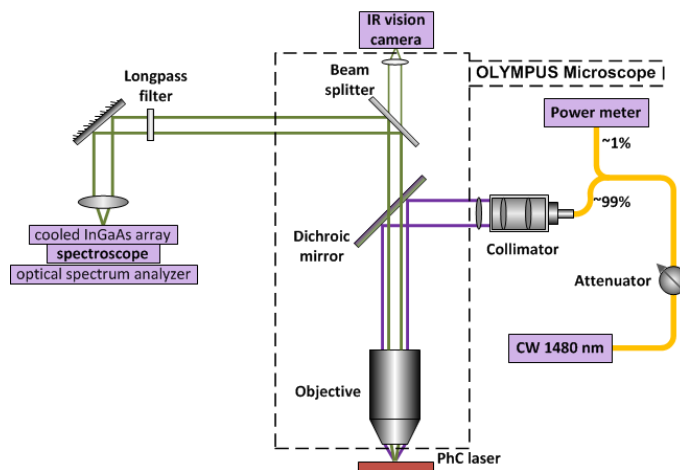 IR vision
camera
Longpass
filter
Beam
splitter
OLYMPUS Microscope
Power meter
~1%
~99%
Dichroic
mirror
Collimator
cooled InGaAs array
spectroscope
optical spectrum analyzer
Attenuator
CW 1480 nm
Objective
PhC laser